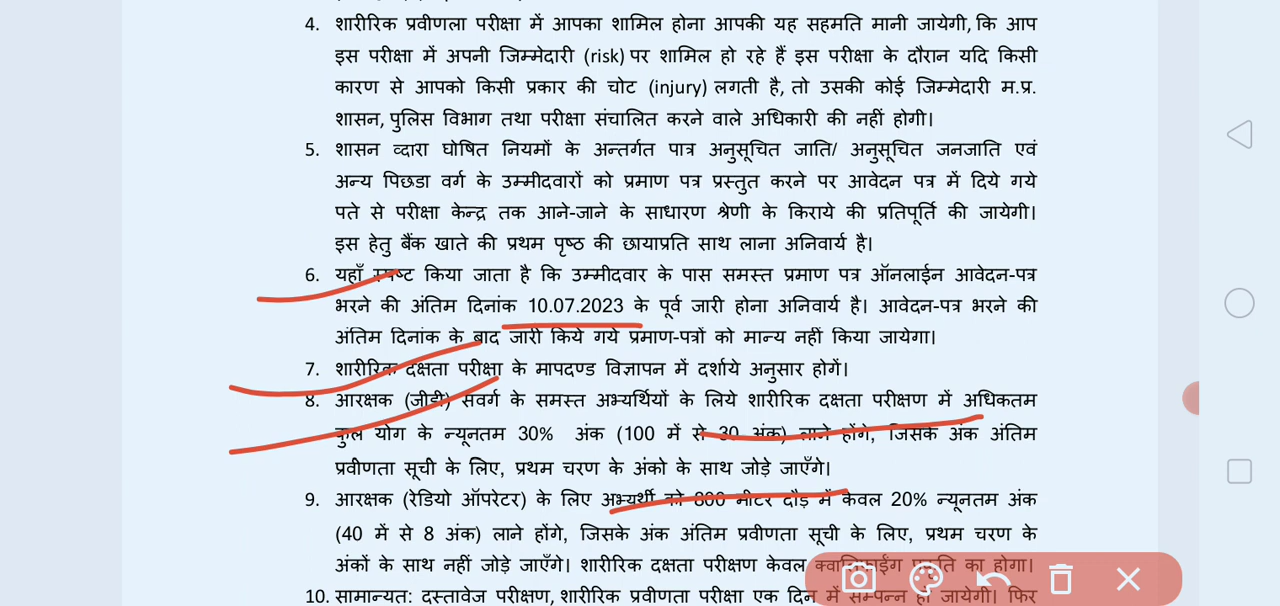 4. शारीरिक प्रवीणला परीक्षा में आपका शामिल होना आपकी यह सहमति मानी जायेगी, कि आप
इस परीक्षा में अपनी जिम्मेदारी (risk) पर शामिल हो रहे हैं इस परीक्षा के दौरान यदि किसी
कारण से आपको किसी प्रकार की चोट (injury) लगती है, तो उसकी कोई जिम्मेदारी म.प्र.
शासन, पुलिस विभाग तथा परीक्षा संचालित करने वाले अधिकारी की नहीं होगी।
5. शासन व्दारा घोषित नियमों के अन्तर्गत पात्र अनुसूचित जाति/ अनुसूचित जनजाति एवं
अन्य पिछडा वर्ग के उम्मीदवारों को प्रमाण पत्र प्रस्तुत करने पर आवेदन पत्र में दिये गये
पते से परीक्षा केन्द्र तक आने-जाने के साधारण श्रेणी के किराये की प्रतिपूर्ति की जायेगी।
इस हेतु बैंक खाते की प्रथम पृष्ठ की छायाप्रति साथ लाना अनिवार्य है।
6. यहाँ स्पष्ट किया जाता है कि उम्मीदवार के पास समस्त प्रमाण पत्र ऑनलाईन आवेदन-पत्र
भरने की अंतिम दिनांक 10.07.2023 के पूर्व जारी होना अनिवार्य है। आवेदन-पत्र भरने की
अंतिम दिनांक के बाद जारी किये गये प्रमाण-पत्रों को मान्य नहीं किया जायेगा।
7. शारीरिक दक्षता परीक्षा के मापदण्ड विज्ञापन में दर्शाये अनुसार होगें।
8. आरक्षक (जीडी) संवर्ग के समस्त अभ्यर्थियों के लिये शारीरिक दक्षता परीक्षण में अधिकतम
कुल योग के न्यूनतम 30% अंक (100 में से 30 अंक) लाने होंगे, जिसके अंक अंतिम
प्रवीणता सूची के लिए, प्रथम चरण के अंको के साथ जोड़े जाएँगे।
9. आरक्षक (रेडियो ऑपरेटर) के लिए अभ्यर्थी को 800 मीटर दौड़ में केवल 20% न्यूनतम अंक
(40 में से 8 अंक) लाने होंगे, जिसके अंक अंतिम प्रवीणता सूची के लिए, प्रथम चरण के
अंकों के साथ नहीं जोड़े जाएँगे। शारीरिक दक्षता परीक्षण केवल क्वालिफाईंग प्रकृति का होगा।
10. सामान्यत: दस्तावेज परीक्षण, शारीरिक प्रवीणता परीक्षा एक दिन में सम्पन्न हो जायेगी। फिर